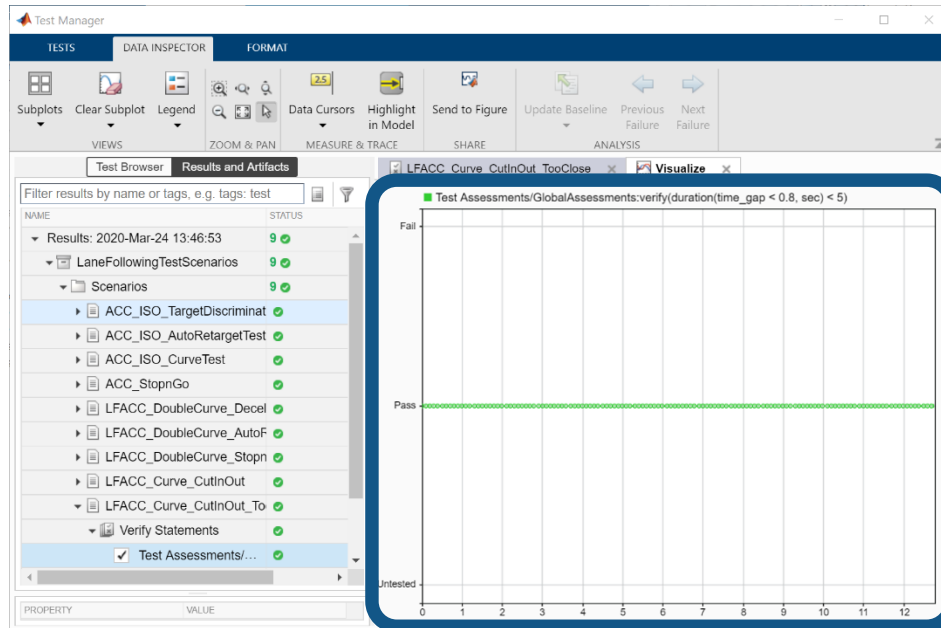 Test Manager
TESTS DATA INSPECTOR FORMAT
2.5
Subplots Clear Subplot Legend Data Cursors Highlight in Model Send to Figure Update Baseline Previous Failure Next Failure
VIEWS ZOOM & PAN MEASURE & TRACE SHARE ANALYSIS
Test Browser Results and Artifacts
LFACC_Curve_CutInOut_TooClose Visualize
Filter results by name or tags, e.g. tags: test
NAME STATUS
Results: 2020-Mar-24 13:46:53 9
LaneFollowingTestScenarios 9
Scenarios 9
ACC_ISO_TargetDiscriminat
ACC_ISO_AutoRetargetTest
ACC_ISO_CurveTest
ACC_StopnGo
LFACC_DoubleCurve_Decel
LFACC_DoubleCurve_AutoF
LFACC_DoubleCurve_Stopn
LFACC_Curve_CutInOut
LFACC_Curve_CutInOut_To
Verify Statements
Test Assessments/...
PROPERTY VALUE
Test Assessments/GlobalAssessments:verify(duration(time_gap < 0.8, sec) < 5)
Fail
Pass
Untested
0 1 2 3 4 5 6 7 8 9 10 11 12